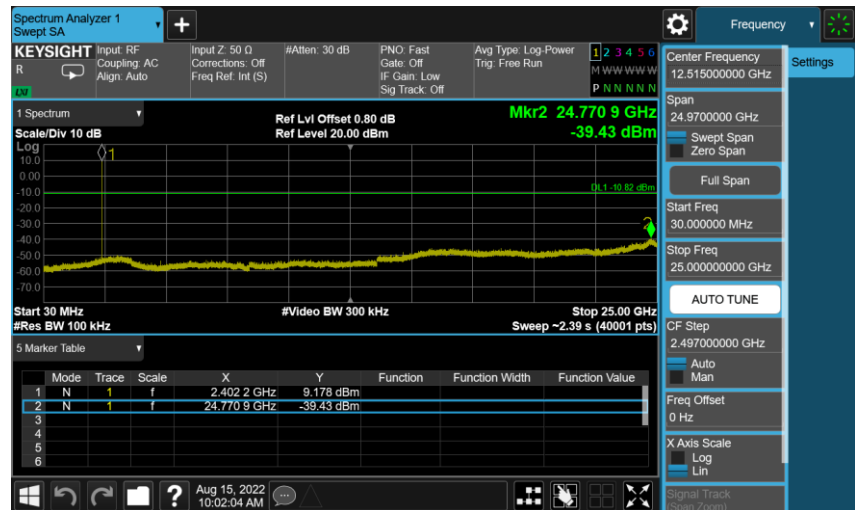 Spectrum Analyzer 1
Swept SA
+
Frequency
KEYSIGHT
R
LXI
Input: RF
Coupling: AC
Align: Auto
Input Z: 50 Ω
Corrections: Off
Freq Ref: Int (S)
#Atten: 30 dB
PNO: Fast
Gate: Off
IF Gain: Low
Sig Track: Off
Avg Type: Log-Power
Trig: Free Run
1 2 3 4 5 6
M W W W W W
P N N N N N
1 Spectrum
Scale/Div 10 dB
Ref Lvl Offset 0.80 dB
Ref Level 20.00 dBm
Mkr2 24.770 9 GHz
-39.43 dBm
Log
10.0
0.00
-10.0
-20.0
-30.0
-40.0
-50.0
-60.0
-70.0
1
DL1 -10.82 dBm
2
Start 30 MHz
#Res BW 100 kHz
#Video BW 300 kHz
Stop 25.00 GHz
Sweep ~2.39 s (40001 pts)
5 Marker Table
Mode Trace Scale X Y Function Function Width Function Value
1 N 1 f 2.402 2 GHz 9.178 dBm
2 N 1 f 24.770 9 GHz -39.43 dBm
3
4
5
6
?
Aug 15, 2022
10:02:04 AM
Center Frequency
12.515000000 GHz
Span
24.9700000 GHz
Swept Span
Zero Span
Full Span
Start Freq
30.000000 MHz
Stop Freq
25.000000000 GHz
AUTO TUNE
CF Step
2.497000000 GHz
Auto
Man
Freq Offset
0 Hz
X Axis Scale
Log
Lin
Signal Track
(Span Zoom)
Settings